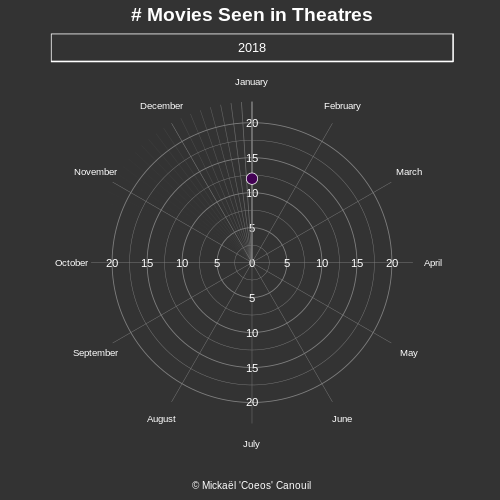 # Movies Seen in Theatres
2018
January
December February
20
November 15 March
10
5
October 20 15 10 5 0 5 10 15 20 April
5
10
September 15 May
20
August June
July
© Mickaël 'Coeos' Canouil